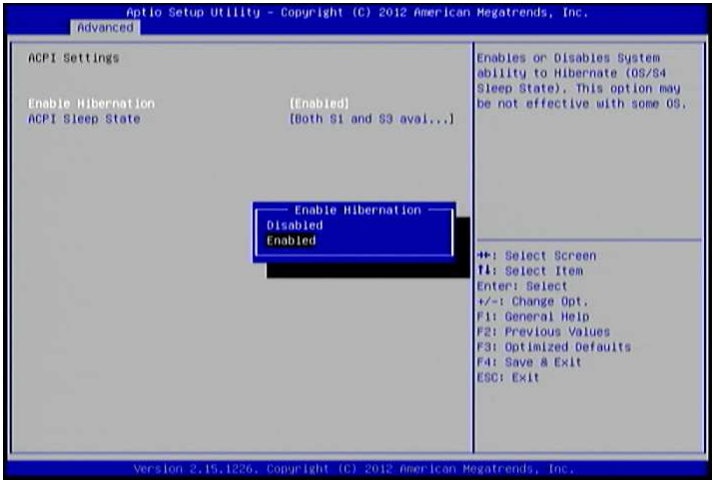 Aptio Setup Utility - Copyright (C) 2012 American Megatrends, Inc.
Advanced
ACPI Settings
Enable Hibernation [Enabled]
ACPI Sleep State [Both S1 and S3 avai...]
Enables or Disables System
ability to Hibernate (OS/S4
Sleep State). This option may
be not effective with some OS.
Enable Hibernation
Disabled
Enabled
→←: Select Screen
↑↓: Select Item
Enter: Select
+/-: Change Opt.
F1: General Help
F2: Previous Values
F3: Optimized Defaults
F4: Save & Exit
ESC: Exit
Version 2.15.1226. Copyright (C) 2012 American Megatrends, Inc.